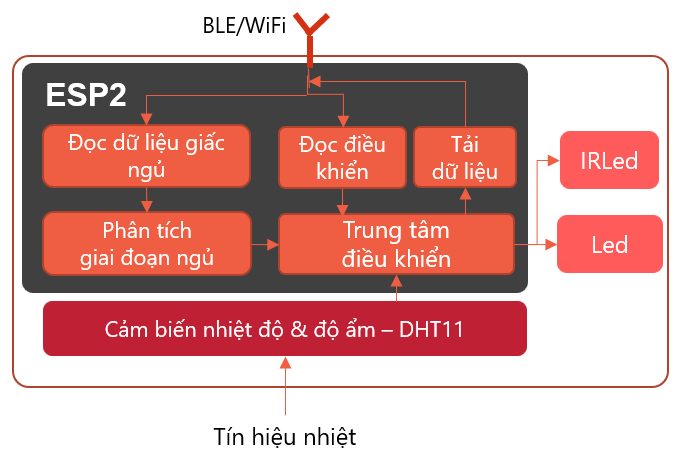 BLE/WiFi
ESP2
Đọc dữ liệu giấc
ngủ
Đọc điều
khiển
Tải
dữ liệu
IRLed
Phân tích
giai đoạn ngủ
Trung tâm
điều khiển
Led
Cảm biến nhiệt độ & độ ẩm – DHT11
Tín hiệu nhiệt